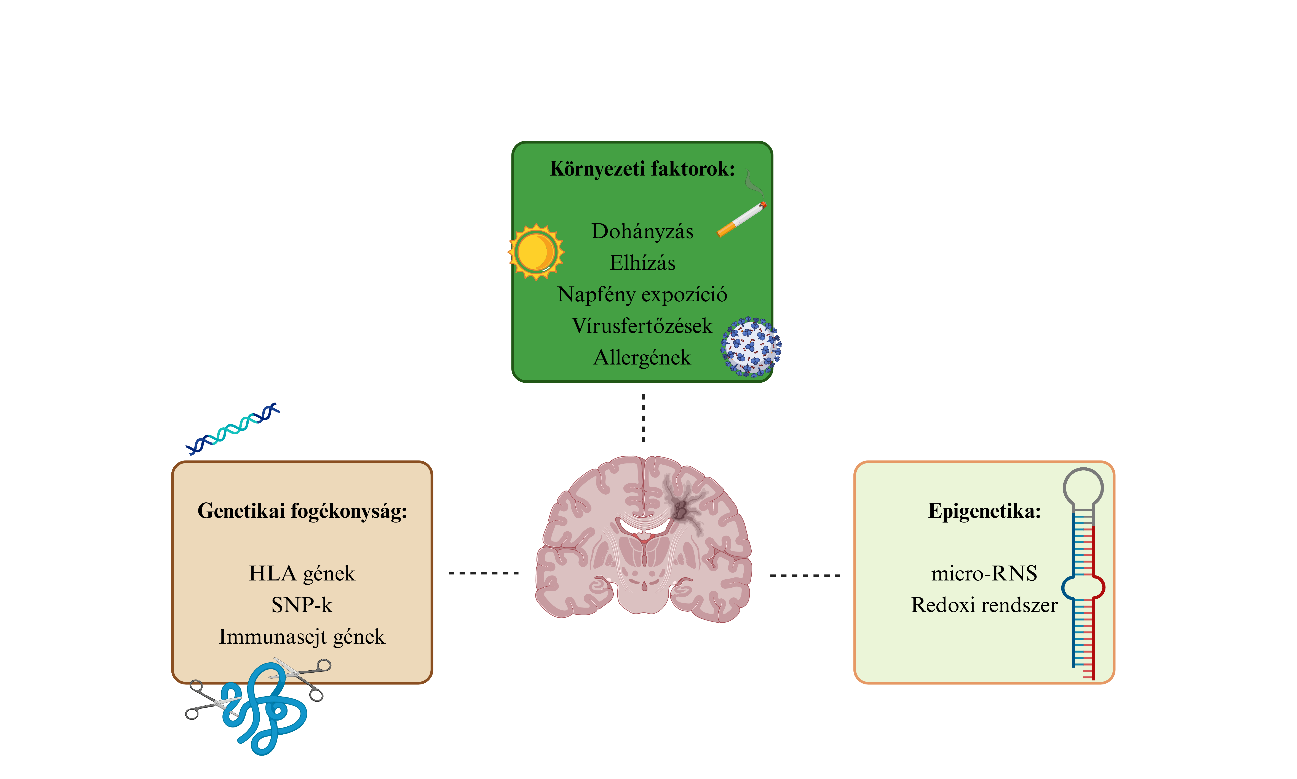 Környezeti faktorok:
Dohányzás
Elhízás
Napfény expozíció
Vírusfertőzések
Allergének
Genetikai fogékonyság:
HLA gének
SNP-k
Immunasejt gének
Epigenetika:
micro-RNS
Redoxi rendszer